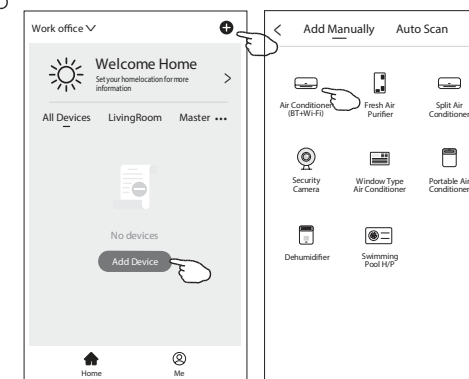 Work office
Welcome Home
Set your homelocation for more
information
All Devices LivingRoom Master •••
No devices
Add Device
Home Me
Add Manually Auto Scan
Air Conditioner
(BT+Wi-Fi)
Fresh Air
Purifier
Split Air
Conditioner
Security
Camera
Window Type
Air Conditioner
Portable Air
Conditioner
Dehumidifier
Swimming
Pool H/P